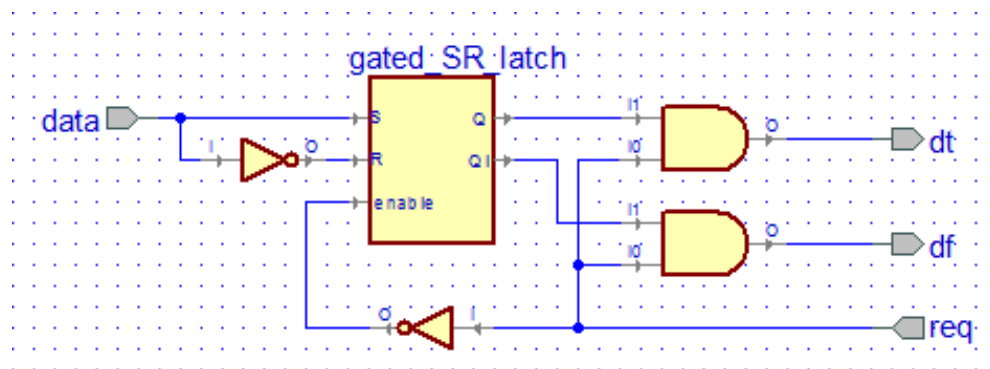 gated_SR_latch
data
S
Q
I1
O
dt
I
O
R
QI
I0
enable
I1
O
df
I0
O
I
req